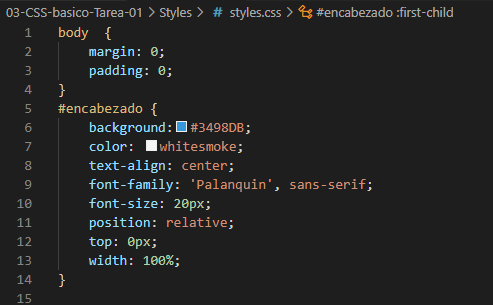 03-CSS-basico-Tarea-01 > Styles > # styles.css > #encabezado :first-child
1 body  {
2     margin: 0;
3     padding: 0;
4 }
5 #encabezado {
6     background: #3498DB;
7     color: whitesmoke;
8     text-align: center;
9     font-family: 'Palanquin', sans-serif;
10     font-size: 20px;
11     position: relative;
12     top: 0px;
13     width: 100%;
14 }
15